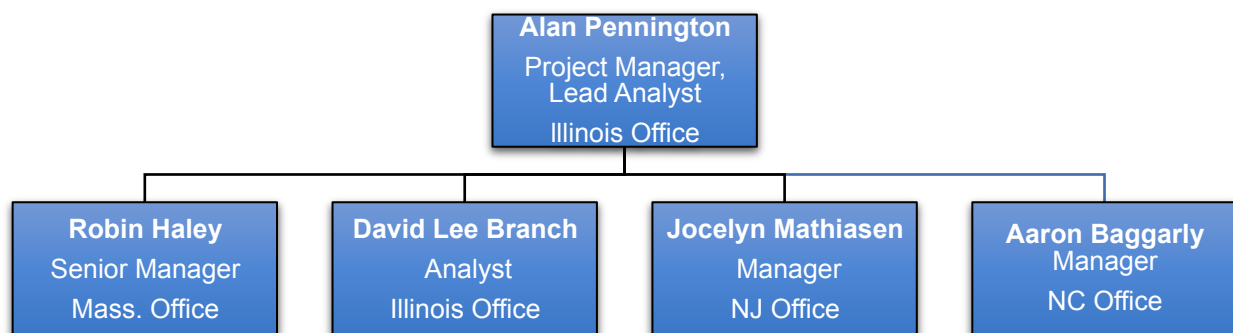 Alan Pennington
Project Manager,
Lead Analyst
Illinois Office
Robin Haley
Senior Manager
Mass. Office
David Lee Branch
Analyst
Illinois Office
Jocelyn Mathiasen
Manager
NJ Office
Aaron Baggarly
Manager
NC Office